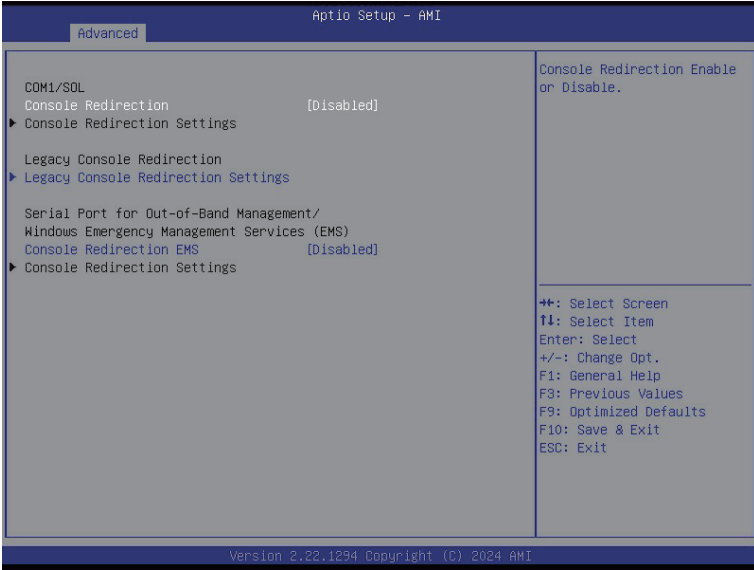 Aptio Setup – AMI
Advanced
COM1/SOL
Console Redirection [Disabled]
▶ Console Redirection Settings
Legacy Console Redirection
▶ Legacy Console Redirection Settings
Serial Port for Out-of-Band Management/
Windows Emergency Management Services (EMS)
Console Redirection EMS [Disabled]
▶ Console Redirection Settings
Console Redirection Enable
or Disable.
→←: Select Screen
↑↓: Select Item
Enter: Select
+/-: Change Opt.
F1: General Help
F3: Previous Values
F9: Optimized Defaults
F10: Save & Exit
ESC: Exit
Version 2.22.1294 Copyright (C) 2024 AMI